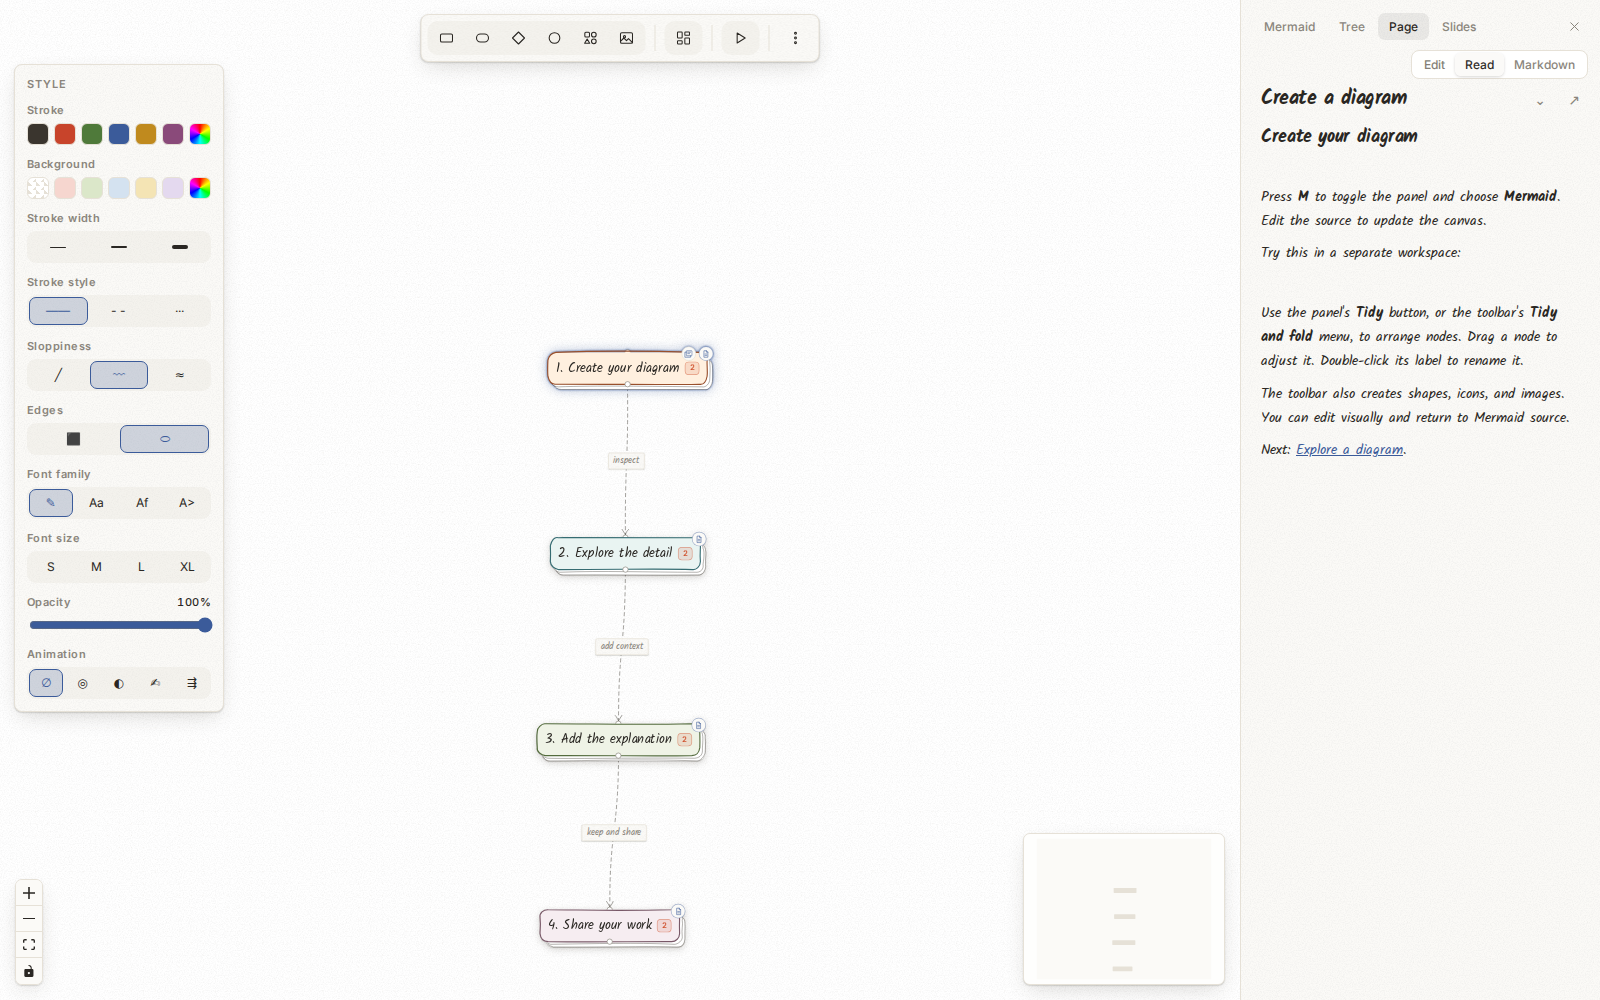 Mermaid Tree Page Slides
Edit Read Markdown
STYLE
Stroke
Background
Stroke width
Stroke style
Sloppiness
Edges
Font family
Aa Af A>
Font size
S M L XL
Opacity 100%
Animation
1. Create your diagram 2
inspect
2. Explore the detail 2
add context
3. Add the explanation 2
keep and share
4. Share your work 2
Create a diagram
Create your diagram
Press M to toggle the panel and choose Mermaid.
Edit the source to update the canvas.
Try this in a separate workspace:
Use the panel's Tidy button, or the toolbar's Tidy
and fold menu, to arrange nodes. Drag a node to
adjust it. Double-click its label to rename it.
The toolbar also creates shapes, icons, and images.
You can edit visually and return to Mermaid source.
Next: Explore a diagram.